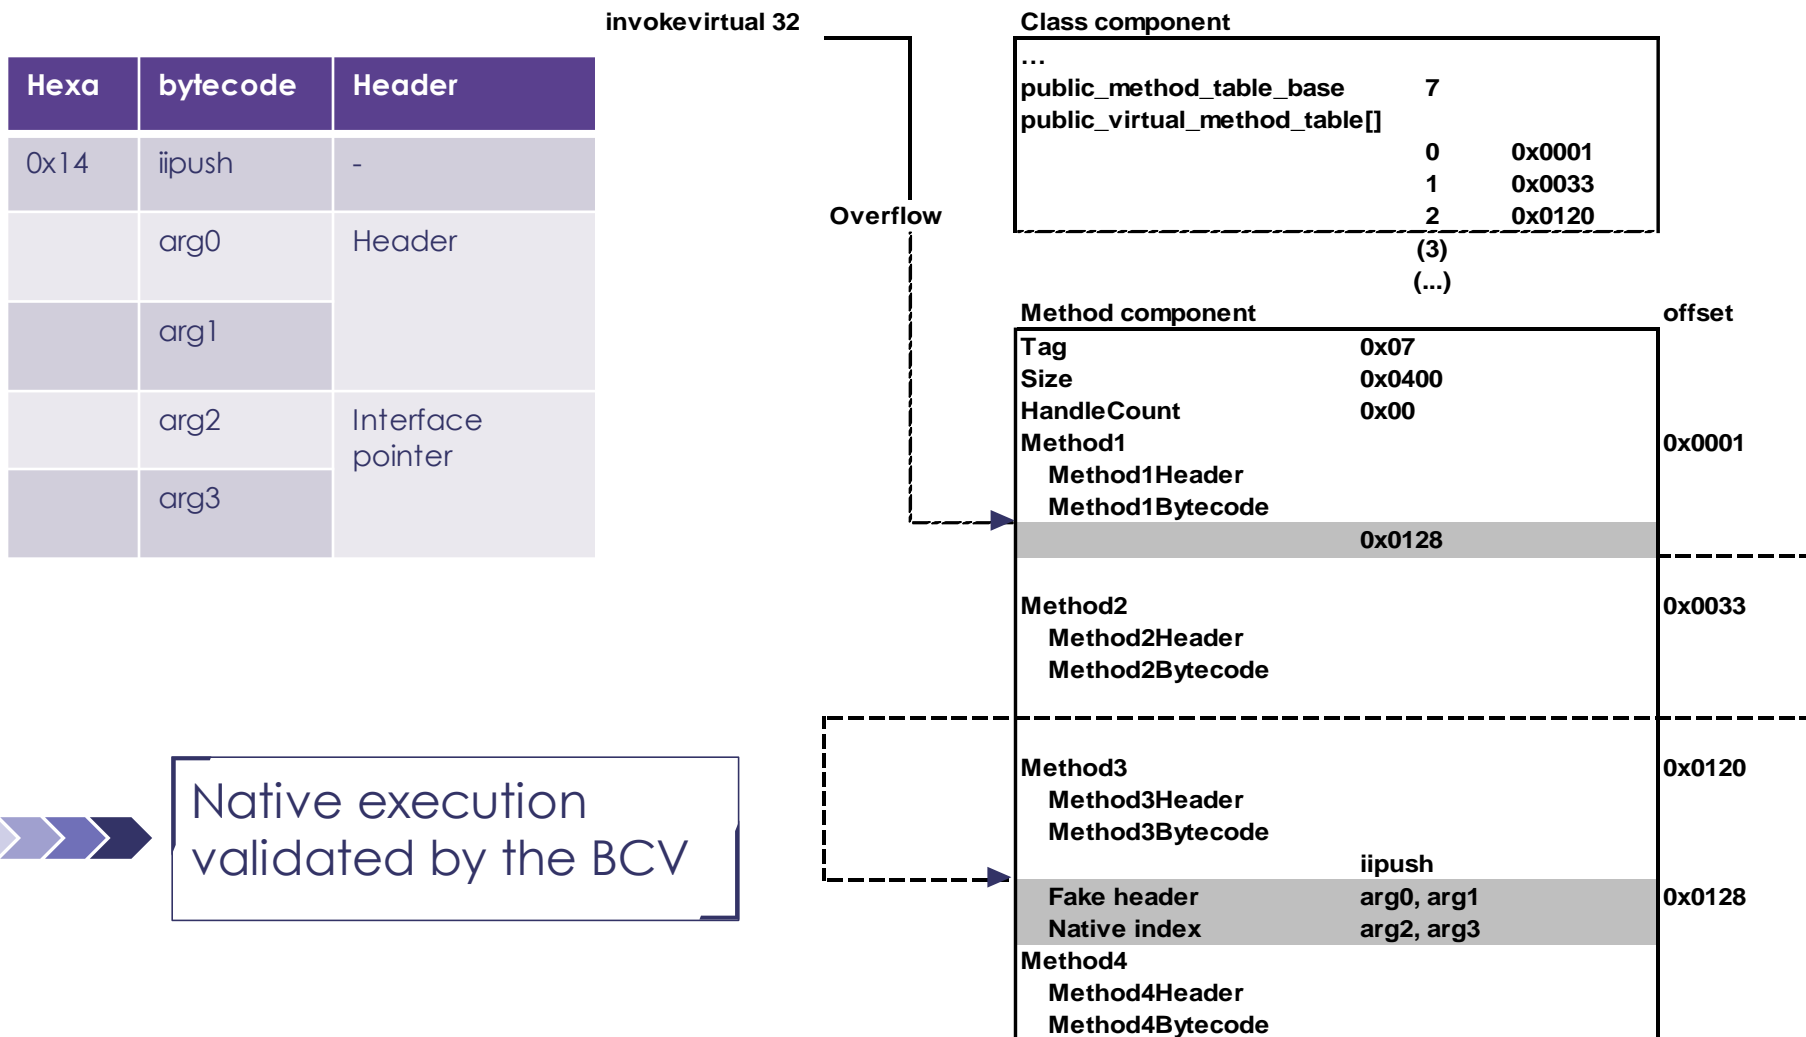 invokevirtual 32
Hexa bytecode Header
0x14 iipush -
arg0 Header
arg1
arg2 Interface pointer
arg3
Native execution
validated by the BCV
Overflow
Class component
...
public_method_table_base 7
public_virtual_method_table[]
0 0x0001
1 0x0033
2 0x0120
(3)
(...)
Method component offset
Tag 0x07
Size 0x0400
HandleCount 0x00
Method1 0x0001
Method1Header
Method1Bytecode
0x0128
Method2 0x0033
Method2Header
Method2Bytecode
Method3 0x0120
Method3Header
Method3Bytecode
iipush
Fake header arg0, arg1 0x0128
Native index arg2, arg3
Method4
Method4Header
Method4Bytecode